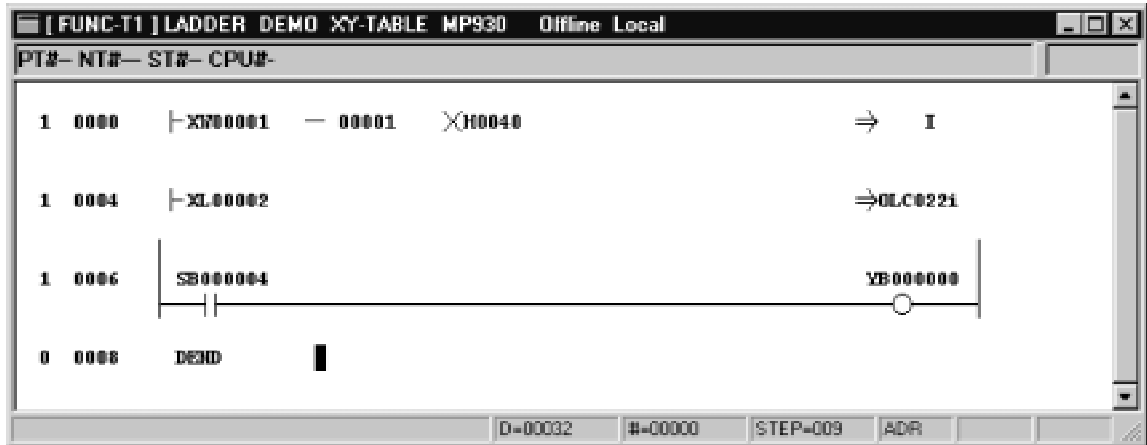 [ FUNC-T1 ] LADDER DEMO XY-TABLE MP930 Offline Local
PT#– NT#— ST#– CPU#-
1 0000 ├XW00001 − 00001 ×H0040 ⇒ I
1 0004 ├XL00002 ⇒OLC022i
1 0006 SB000004 YB000000
0 0008 DEND
D=00032 #=00000 STEP=009 ADR